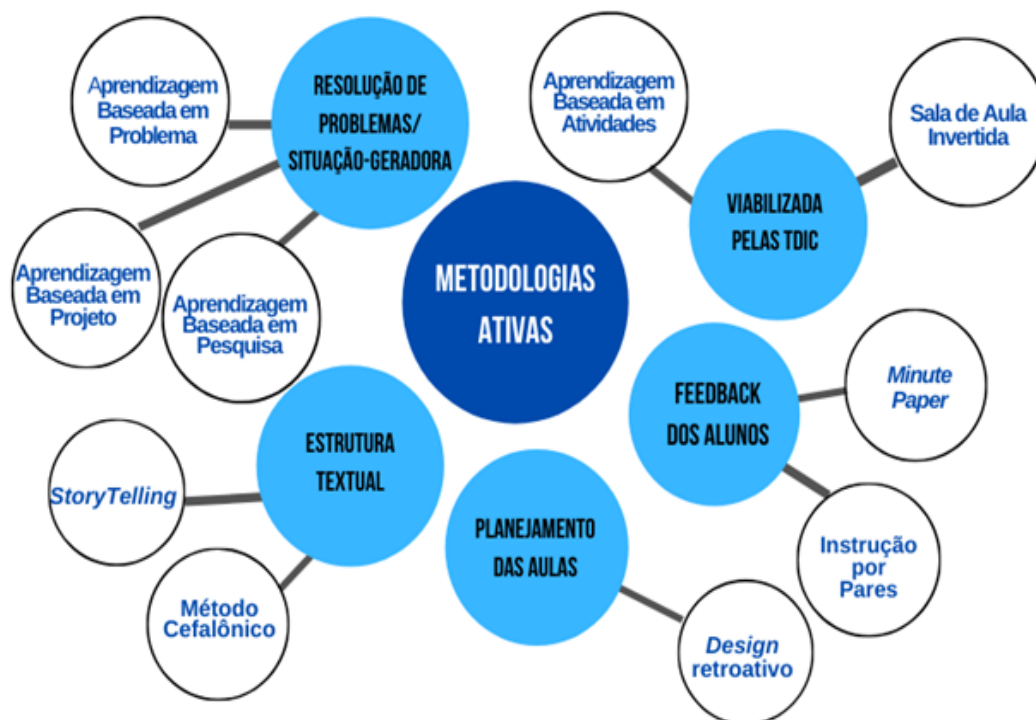 Aprendizagem
Baseada em
Problema
RESOLUÇÃO DE
PROBLEMAS/
SITUAÇÃO-GERADORA
Aprendizagem
Baseada em
Projeto
Aprendizagem
Baseada em
Pesquisa
Aprendizagem
Baseada em
Atividades
Sala de Aula
Invertida
VIABILIZADA
PELAS TDIC
METODOLOGIAS
ATIVAS
FEEDBACK
DOS ALUNOS
Minute
Paper
Instrução
por
Pares
ESTRUTURA
TEXTUAL
StoryTelling
Método
Cefalônico
PLANEJAMENTO
DAS AULAS
Design
retroativo